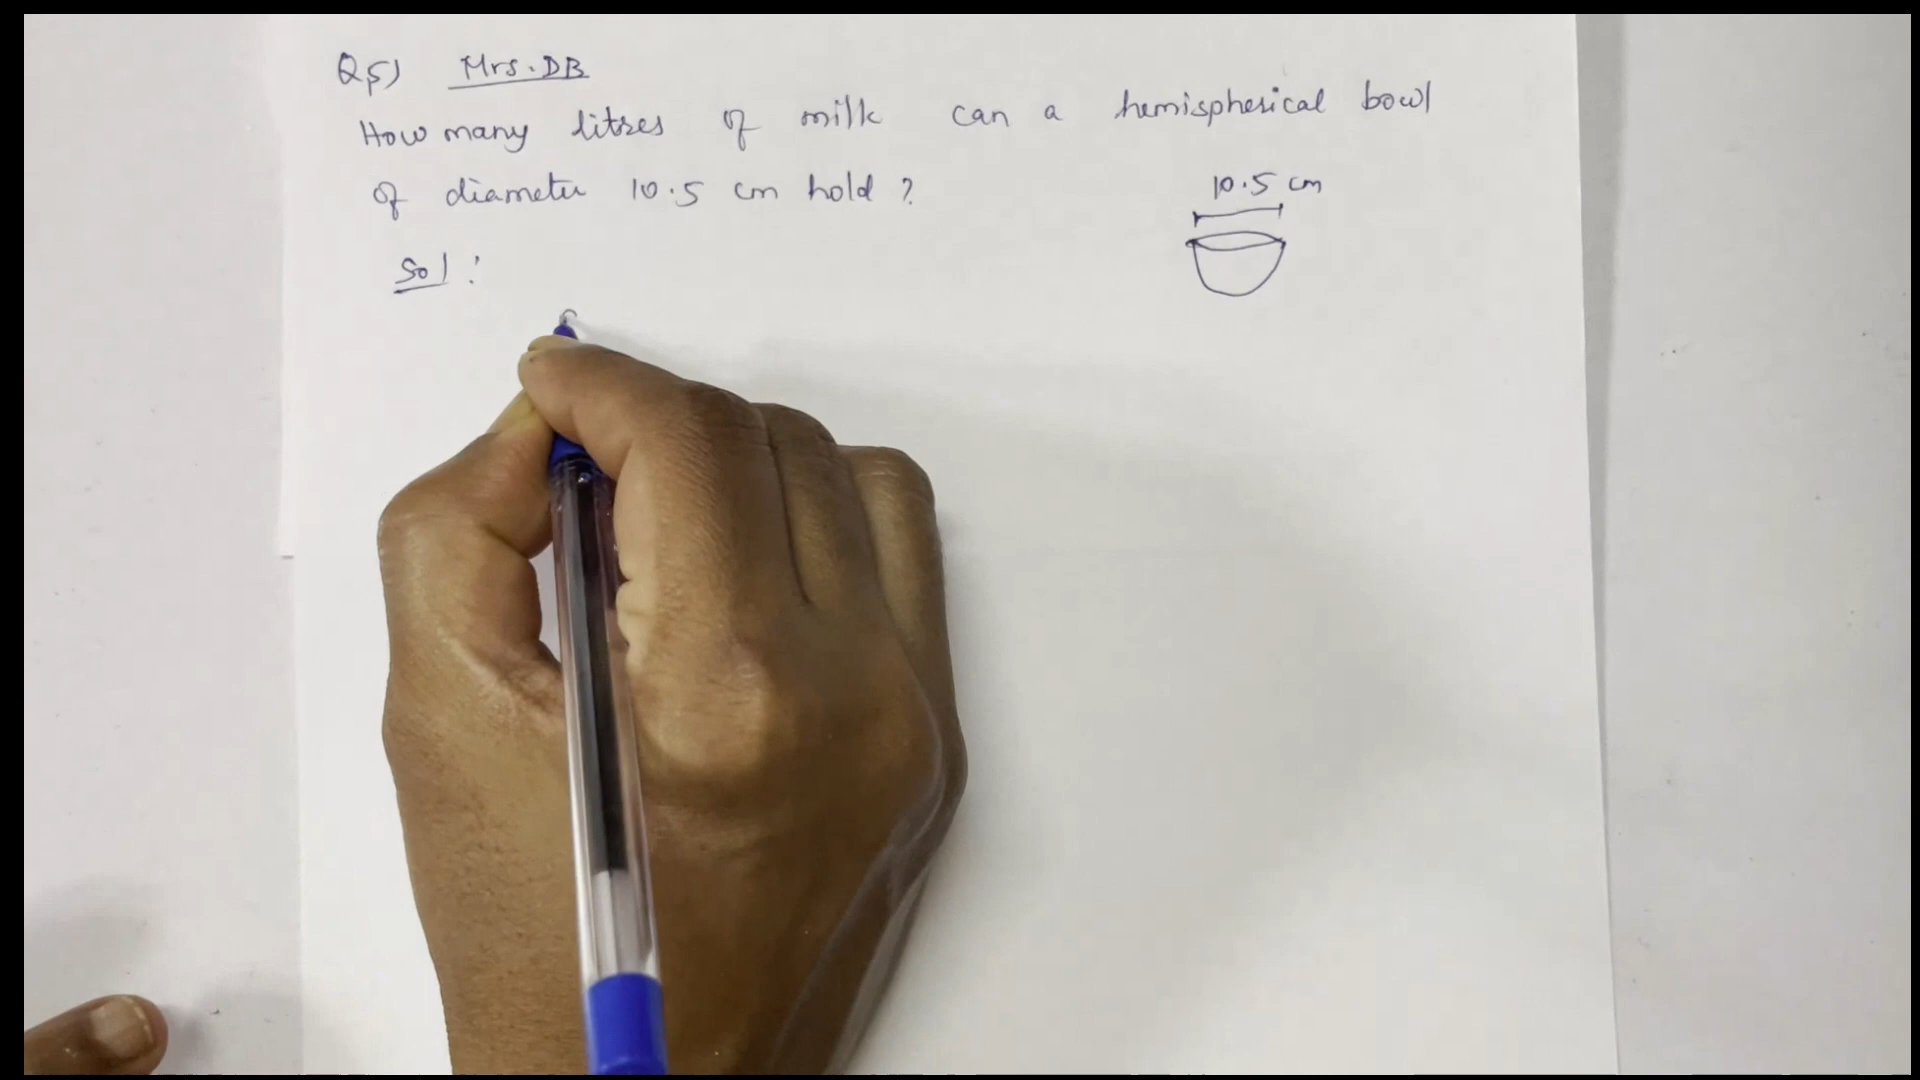 Q5) Mrs.DB
How many litres of milk can a hemispherical bowl
of diameter 10.5 cm hold ?
10.5 cm
Sol :